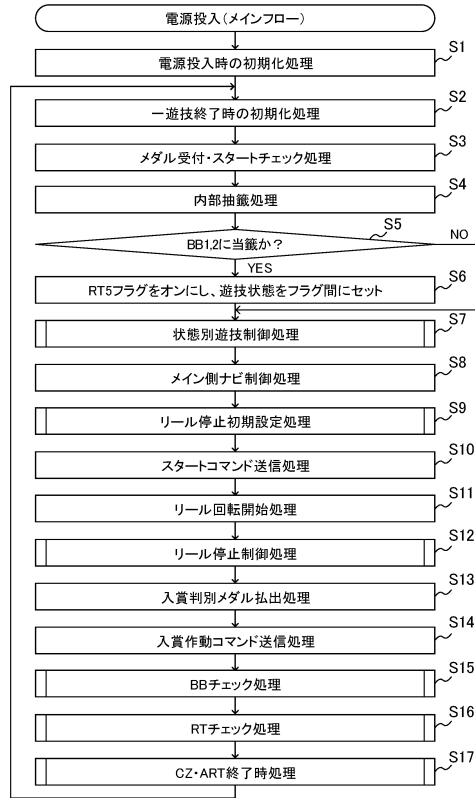 電源投入(メインフロー)
S1
電源投入時の初期化処理
S2
一遊技終了時の初期化処理
S3
メダル受付・スタートチェック処理
S4
内部抽籤処理
S5
BB1,2に当籤か?
NO
YES
S6
RT5フラグをオンにし、遊技状態をフラグ間にセット
S7
状態別遊技制御処理
S8
メイン側ナビ制御処理
S9
リール停止初期設定処理
S10
スタートコマンド送信処理
S11
リール回転開始処理
S12
リール停止制御処理
S13
入賞判別メダル払出処理
S14
入賞作動コマンド送信処理
S15
BBチェック処理
S16
RTチェック処理
S17
CZ・ART終了時処理